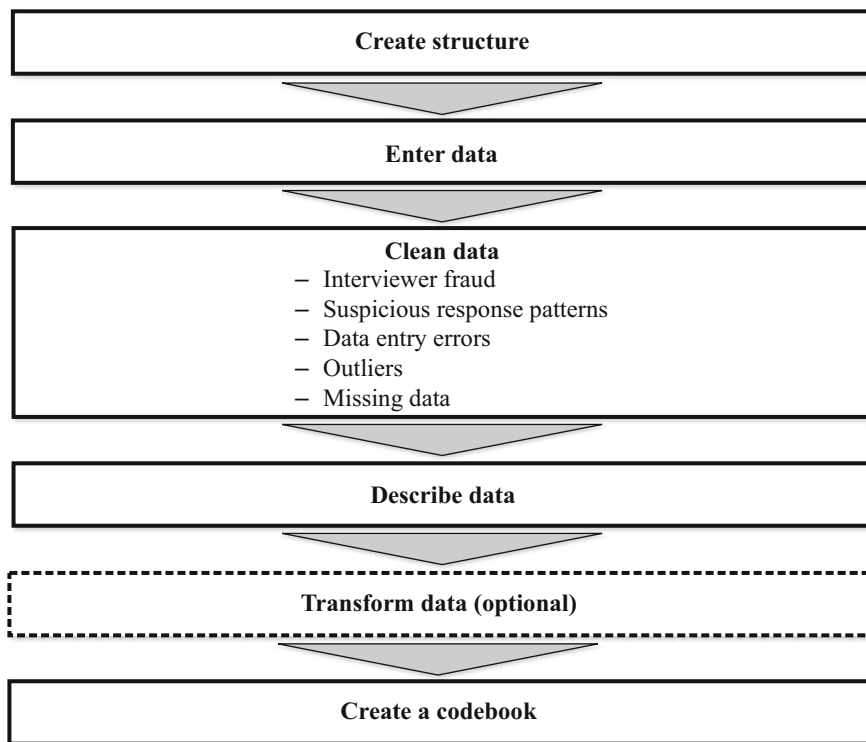 Create structure
Enter data
Clean data
– Interviewer fraud
– Suspicious response patterns
– Data entry errors
– Outliers
– Missing data
Describe data
Transform data (optional)
Create a codebook